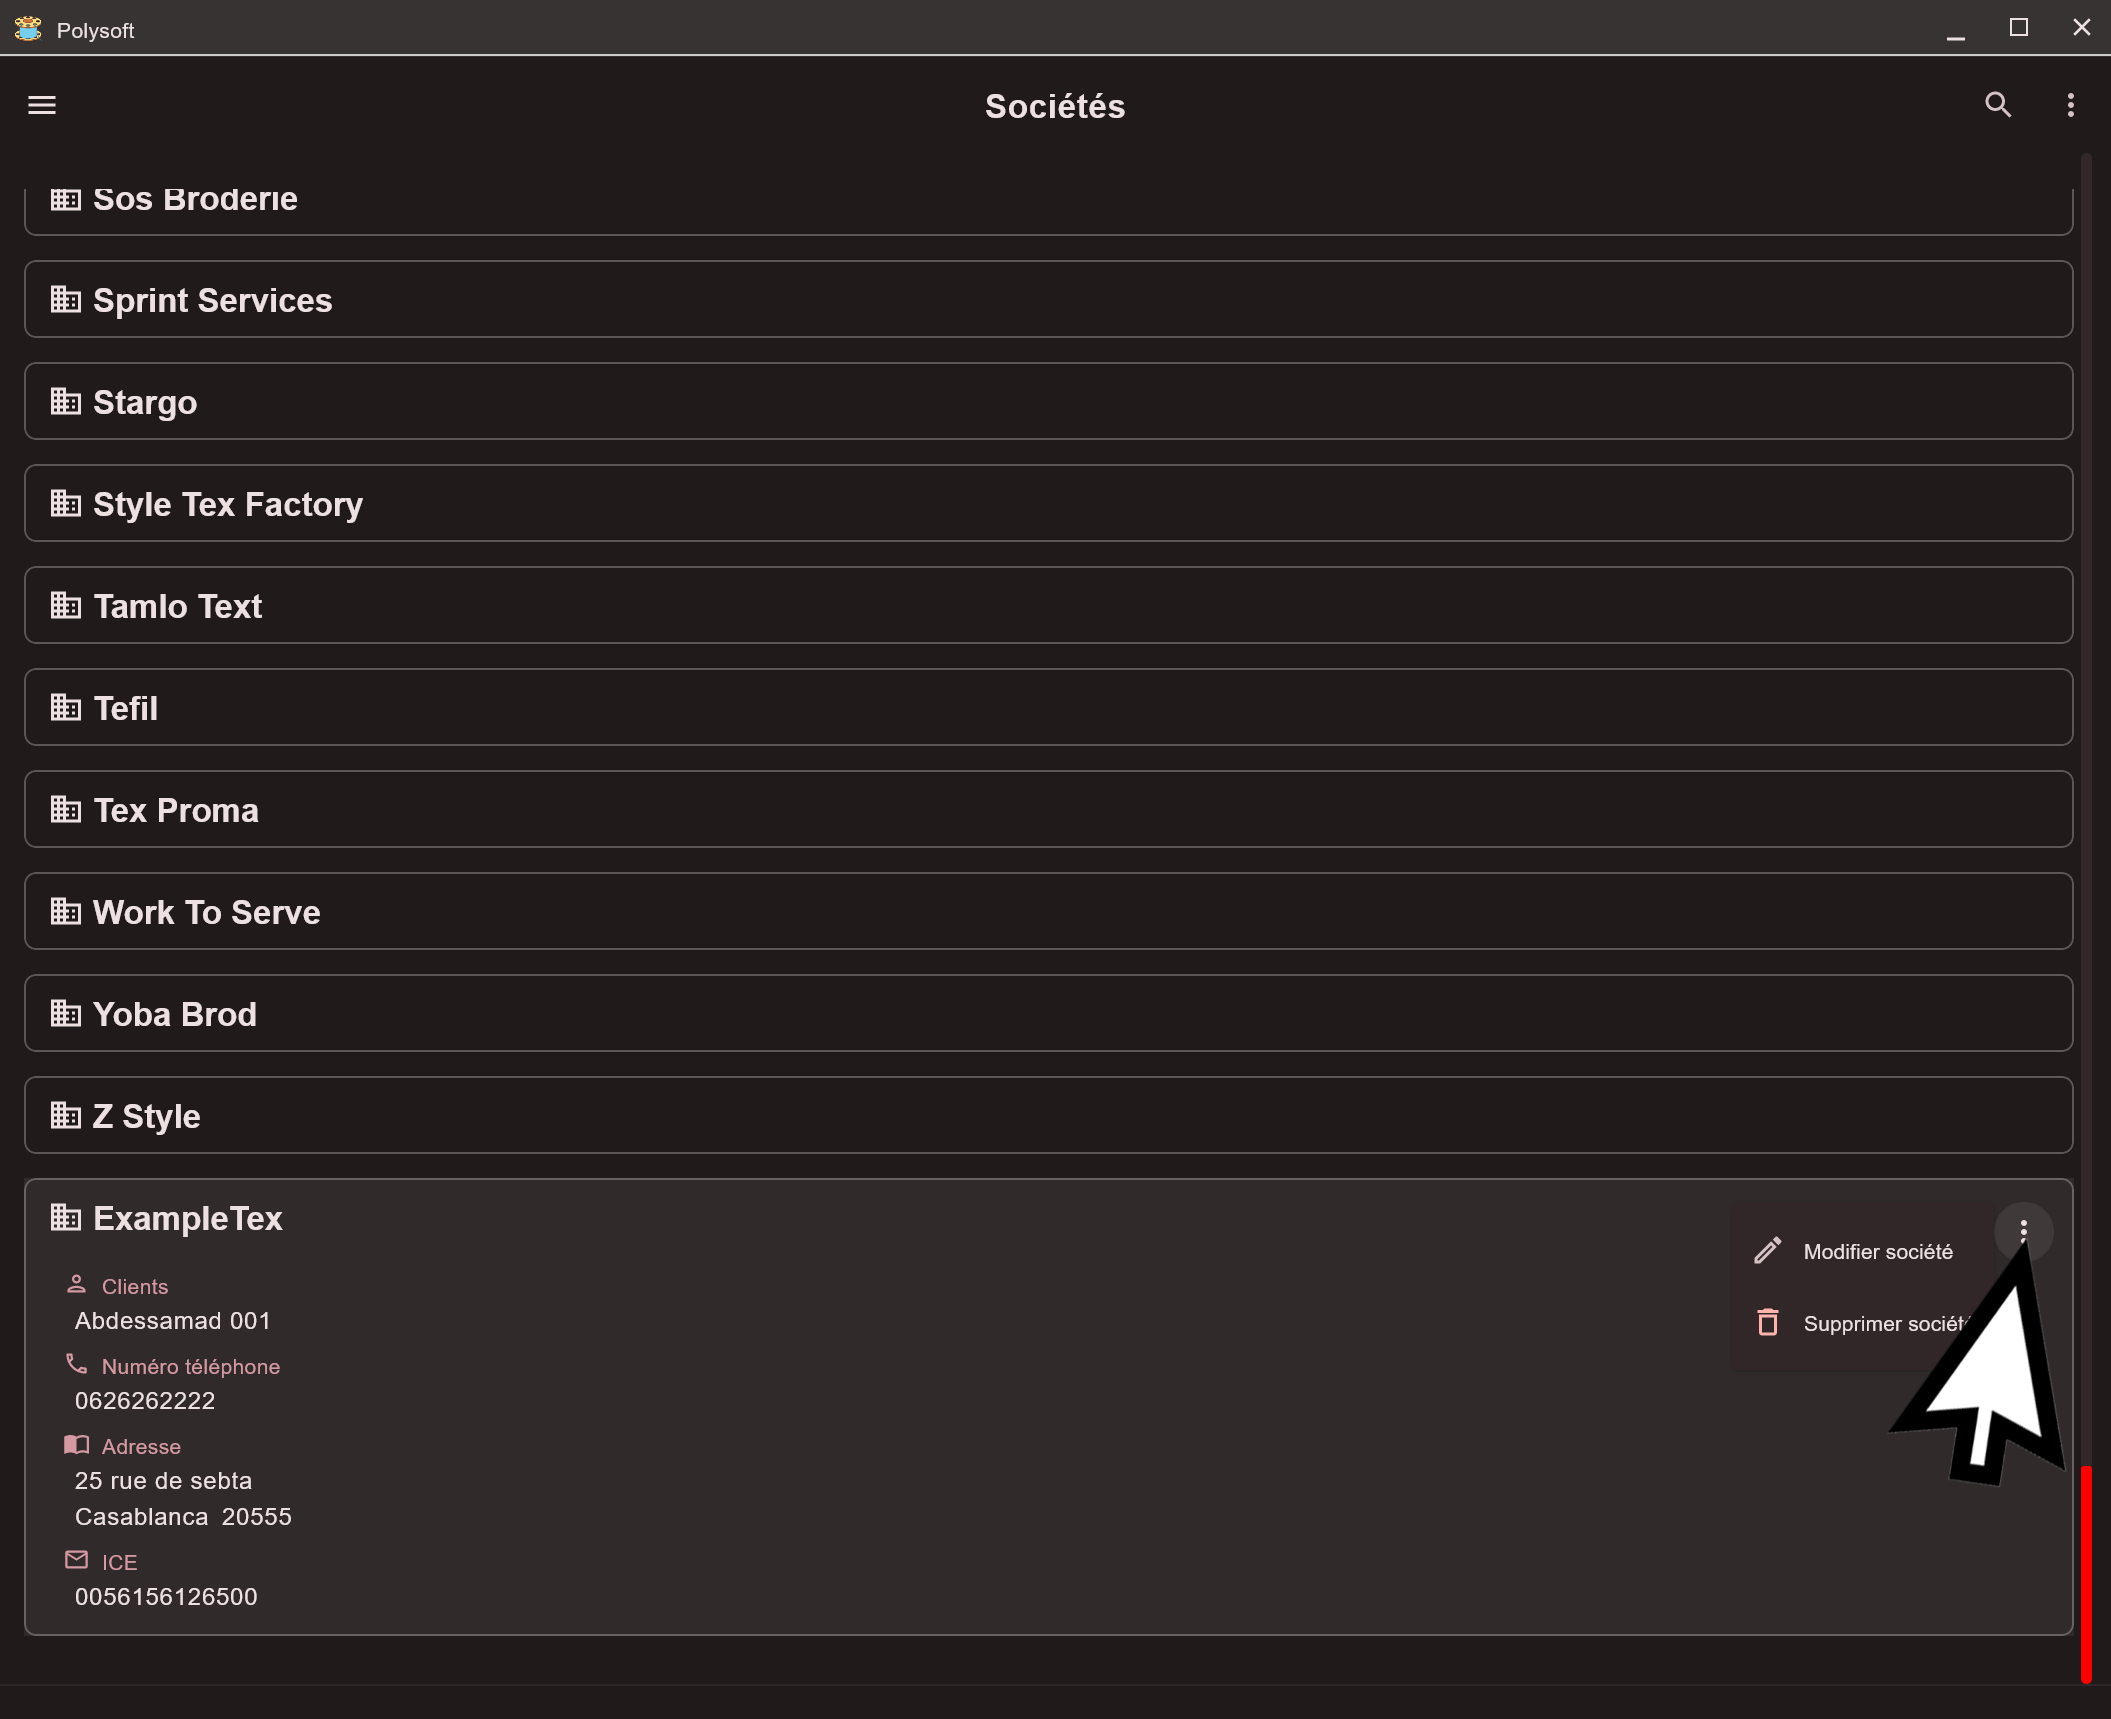 Polysoft
Sociétés
Sos Broderie
Sprint Services
Stargo
Style Tex Factory
Tamlo Text
Tefil
Tex Proma
Work To Serve
Yoba Brod
Z Style
ExampleTex
Modifier société
Supprimer société
Clients
Abdessamad 001
Numéro téléphone
0626262222
Adresse
25 rue de sebta
Casablanca 20555
ICE
0056156126500